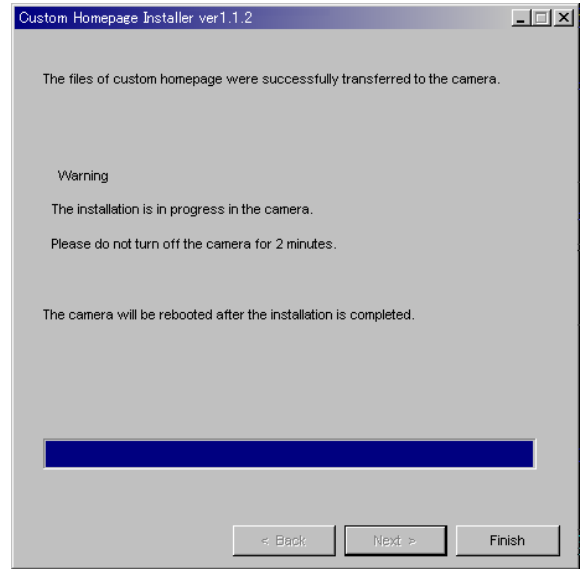 Custom Homepage Installer ver1.1.2
The files of custom homepage were successfully transferred to the camera.
Warning
The installation is in progress in the camera.
Please do not turn off the camera for 2 minutes.
The camera will be rebooted after the installation is completed.
< Back Next > Finish